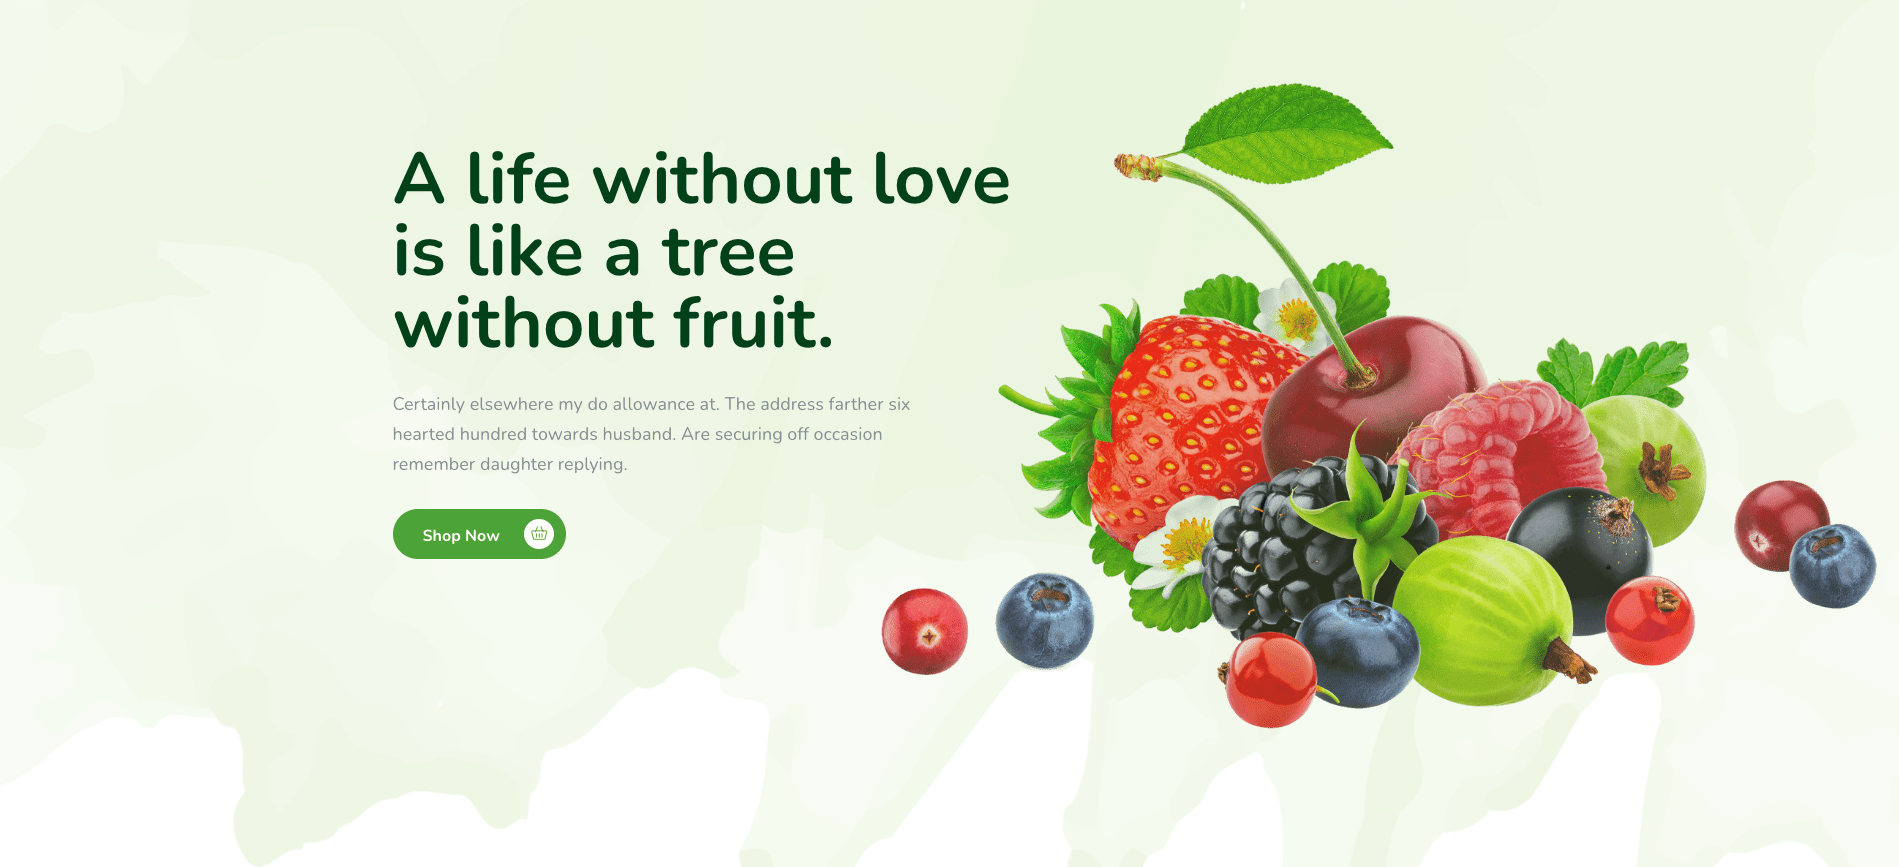 A life without love
is like a tree
without fruit.
Certainly elsewhere my do allowance at. The address farther six
hearted hundred towards husband. Are securing off occasion
remember daughter replying.
Shop Now